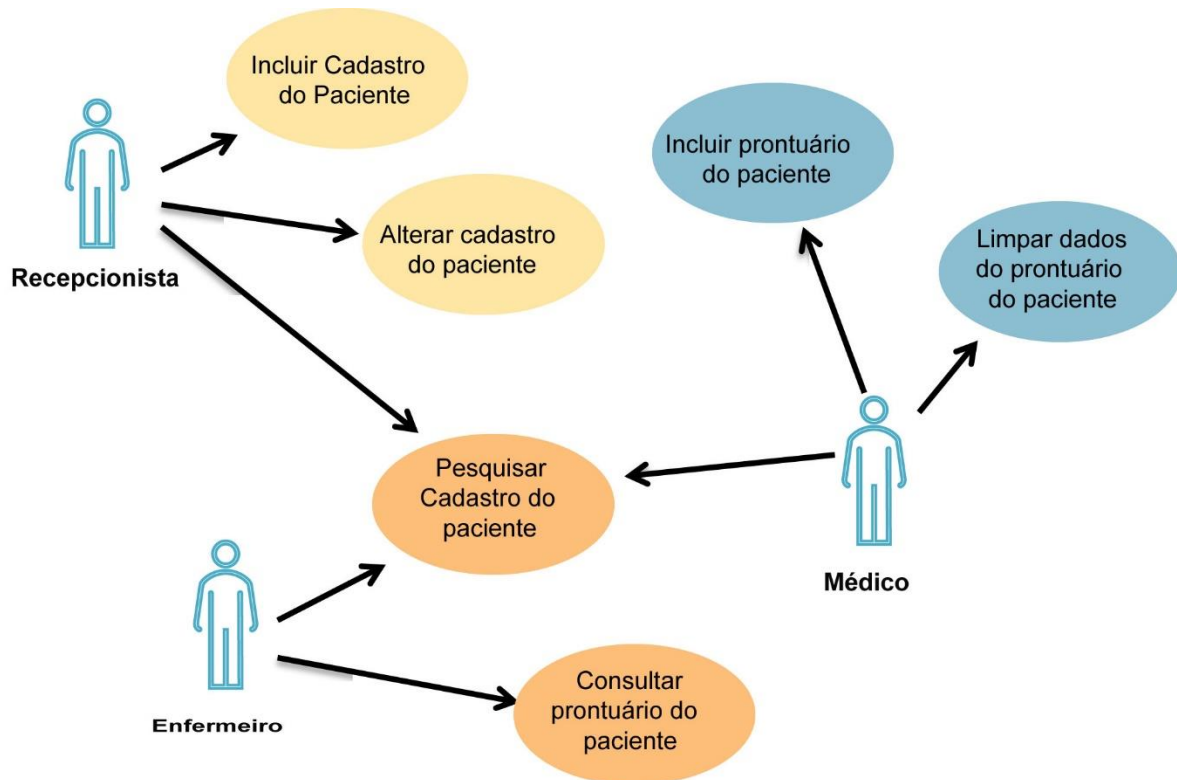 Incluir Cadastro
do Paciente
Recepcionista
Alterar cadastro
do paciente
Incluir prontuário
do paciente
Limpar dados
do prontuário
do paciente
Pesquisar
Cadastro do
paciente
Médico
Enfermeiro
Consultar
prontuário do
paciente